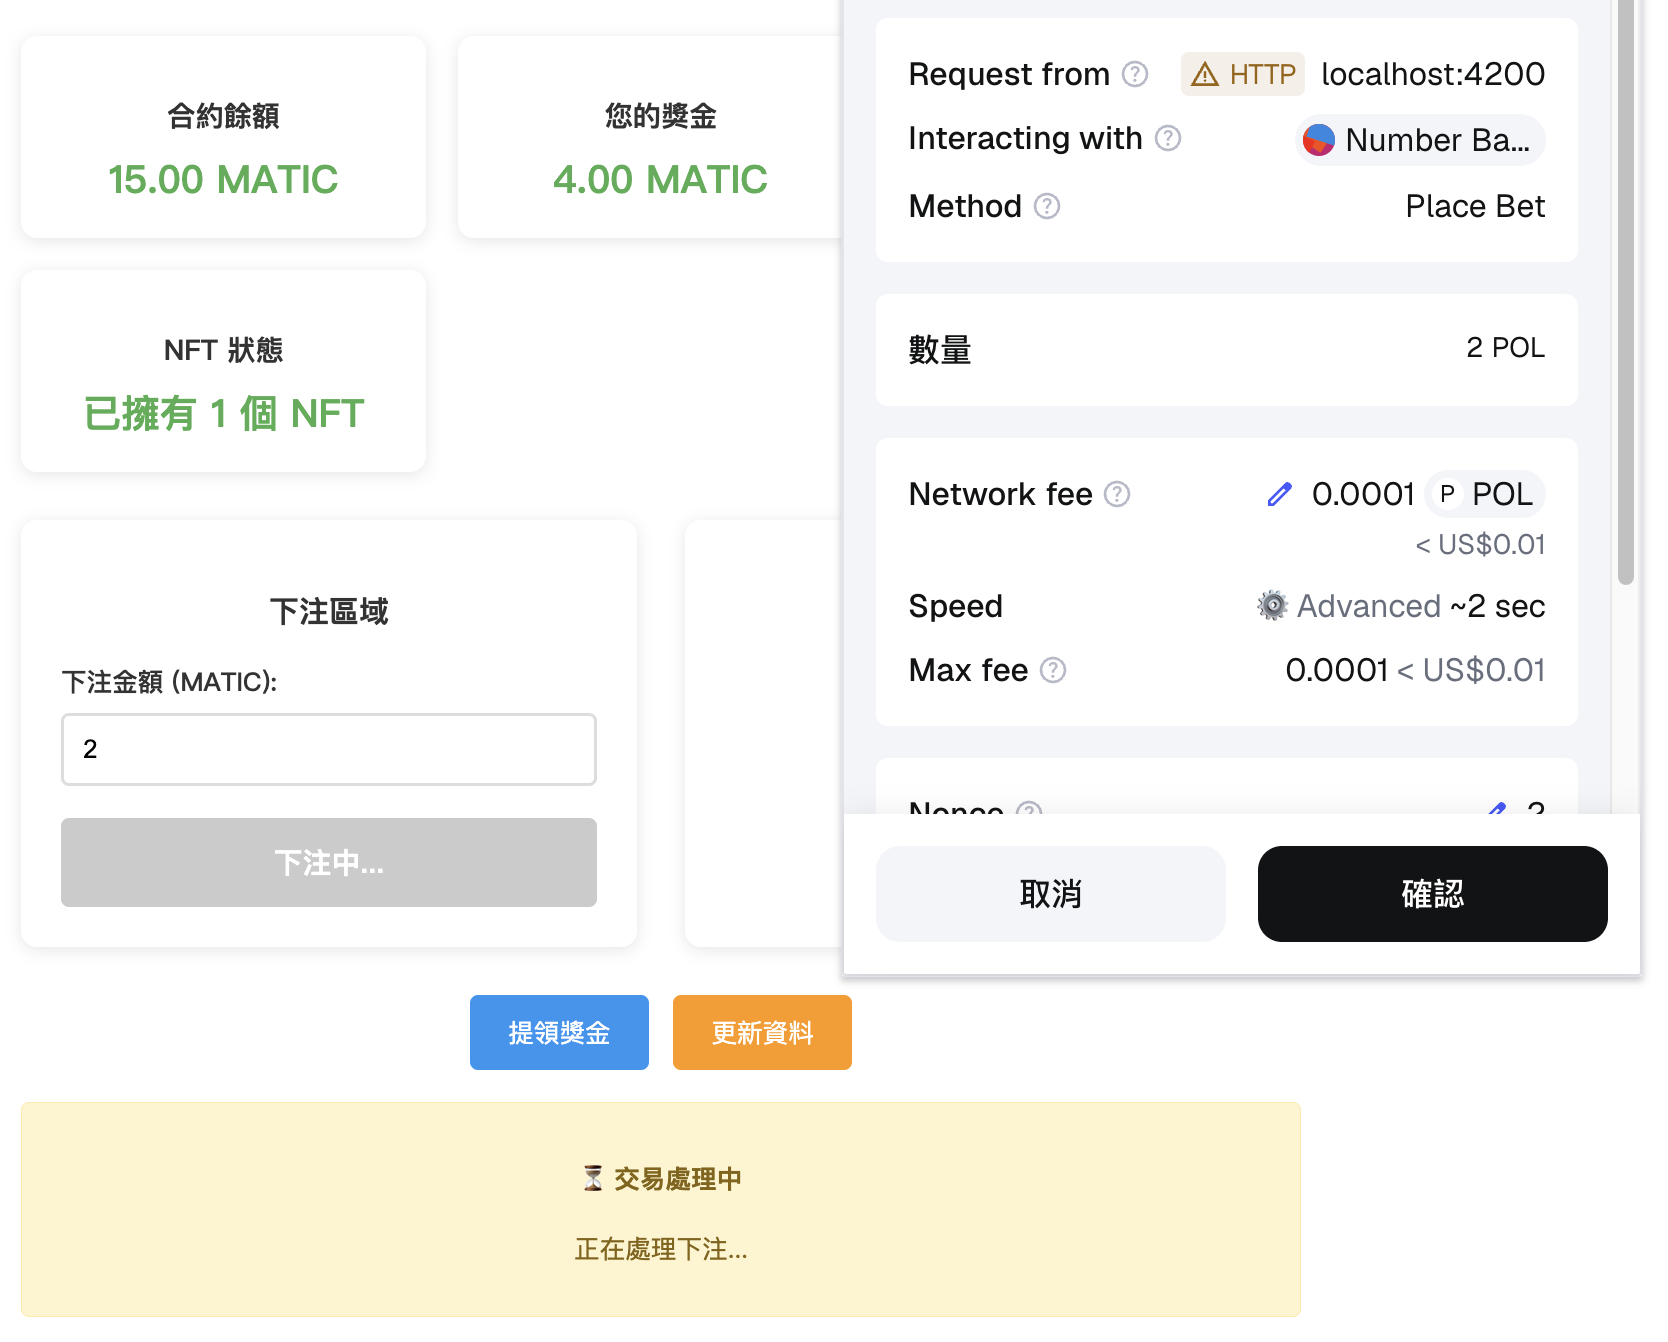 合約餘額
15.00 MATIC
您的獎金
4.00 MATIC
NFT 狀態
已擁有 1 個 NFT
下注區域
下注金額 (MATIC):
2
下注中...
Request from HTTP localhost:4200
Interacting with Number Ba...
Method Place Bet
數量 2 POL
Network fee 0.0001 P POL
< US$0.01
Speed Advanced ~2 sec
Max fee 0.0001 < US$0.01
Nonce
取消 確認
提領獎金 更新資料
交易處理中
正在處理下注...